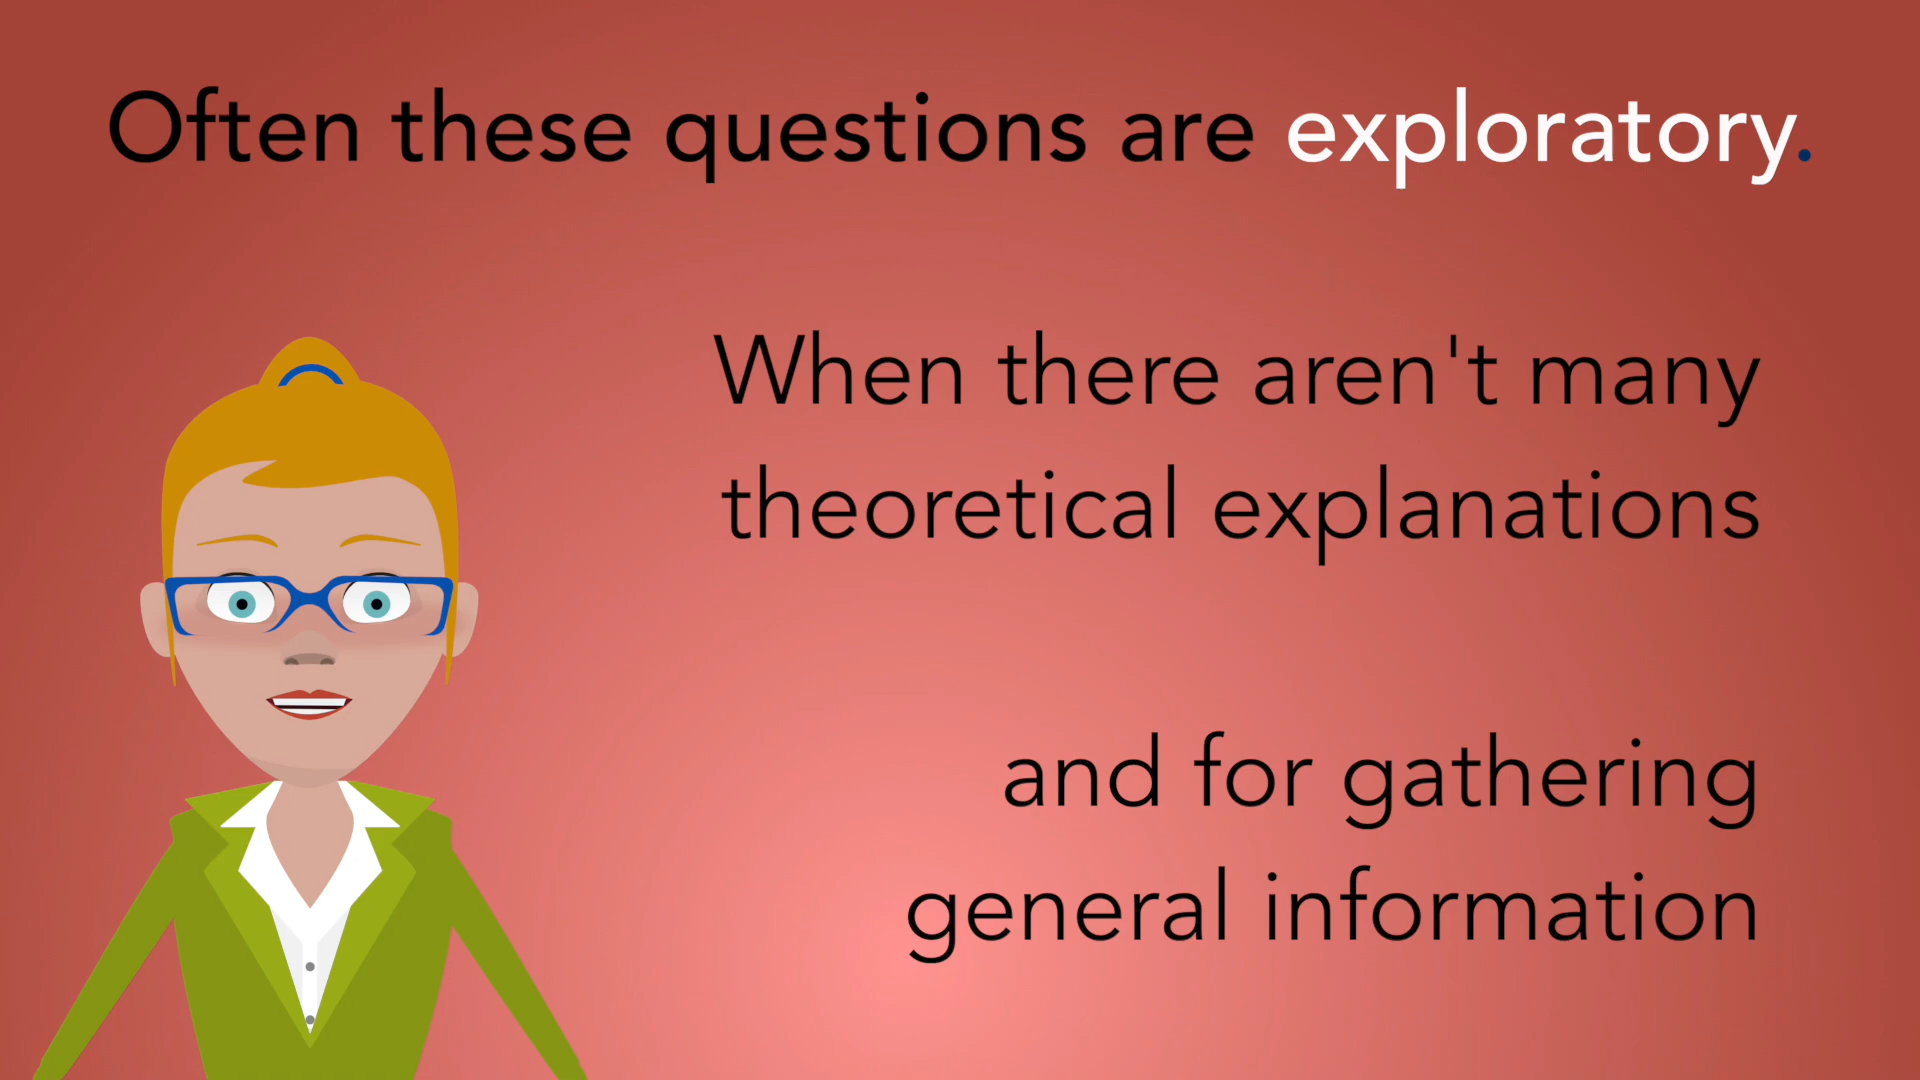 Often these questions are exploratory.
When there aren't many
theoretical explanations
and for gathering
general information